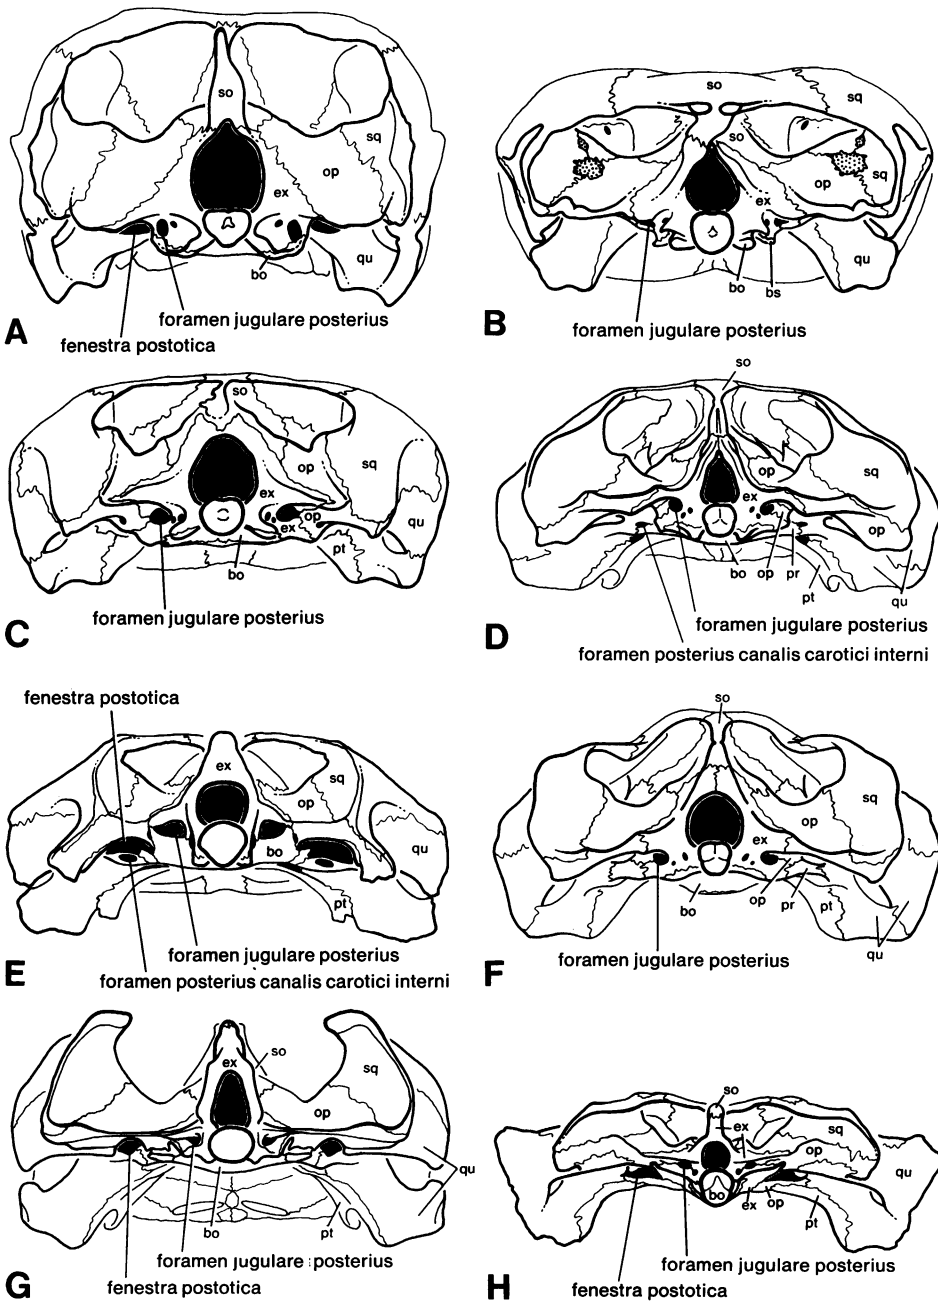 so
sq
op
ex
qu
bo
A
foramen jugulare posterius
fenestra postotica
so
sq
so
op
sq
ex
qu
bo
bs
B
foramen jugulare posterius
so
op
sq
ex
op
ex
qu
pt
bo
C
foramen jugulare posterius
so
op
sq
ex
op
bo
op
pr
pt
qu
D
foramen jugulare posterius
foramen posterius canalis carotici interni
fenestra postotica
ex
sq
op
bo
qu
pt
E
foramen jugulare posterius
foramen posterius canalis carotici interni
so
sq
op
ex
bo
op
pr
pt
qu
F
foramen jugulare posterius
so
ex
sq
op
qu
bo
pt
G
foramen jugulare posterius
fenestra postotica
so
ex
sq
op
qu
bo
ex
op
pt
H
foramen jugulare posterius
fenestra postotica